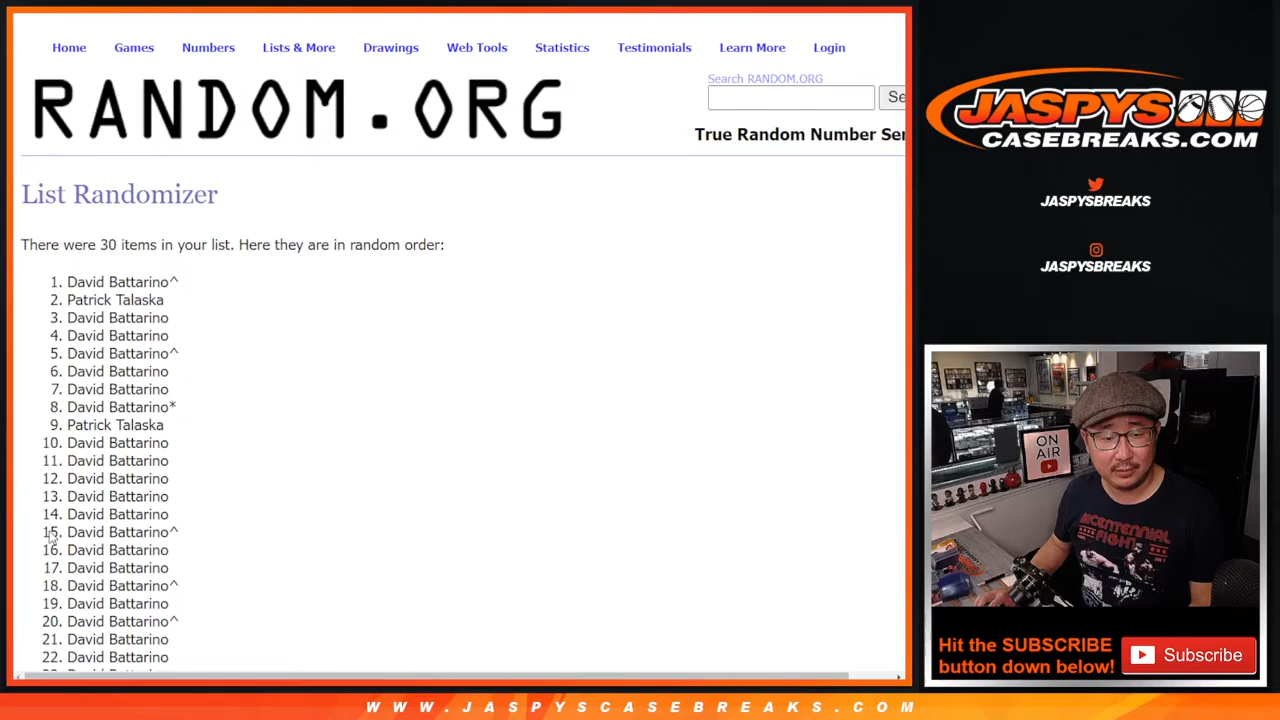 Home Games Numbers Lists & More Drawings Web Tools Statistics Testimonials Learn More Login
RANDOM.ORG
Search RANDOM.ORG
Se
True Random Number Ser
List Randomizer
There were 30 items in your list. Here they are in random order:
1. David Battarino^
2. Patrick Talaska
3. David Battarino
4. David Battarino
5. David Battarino^
6. David Battarino
7. David Battarino
8. David Battarino*
9. Patrick Talaska
10. David Battarino
11. David Battarino
12. David Battarino
13. David Battarino
14. David Battarino
15. David Battarino^
16. David Battarino
17. David Battarino
18. David Battarino^
19. David Battarino
20. David Battarino^
21. David Battarino
22. David Battarino
JASPYS
CASEBREAKS.COM
JASPYSBREAKS
JASPYSBREAKS
ON
AIR
BICENTENNIAL
FIGHT
Hit the SUBSCRIBE
button down below!
Subscribe
WWW.JASPYSCASEBREAKS.COM